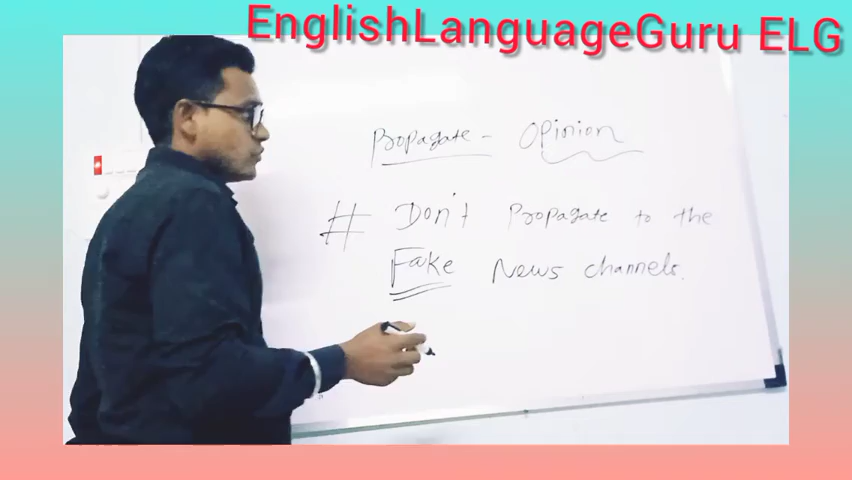 EnglishLanguageGuru ELG
Propagate - Opinion
# Don't Propagate to the
Fake News channels.